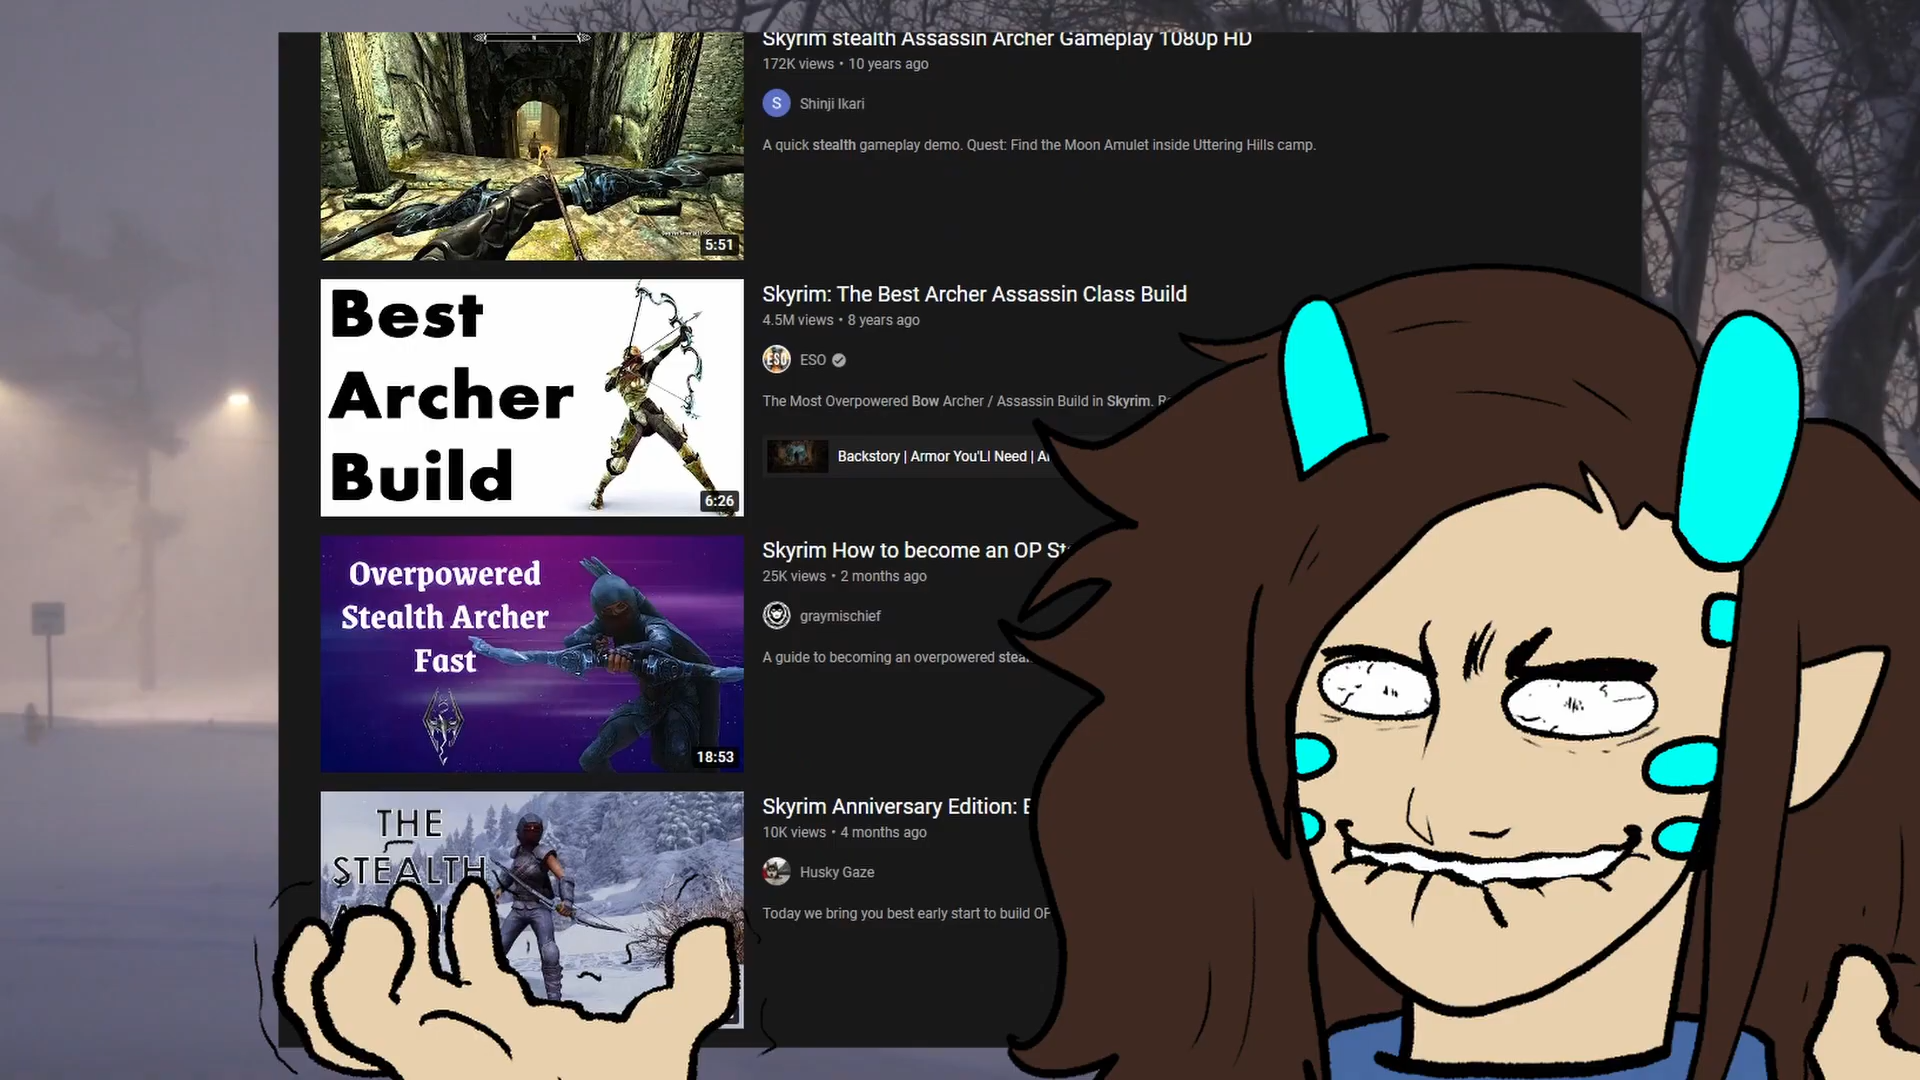 Skyrim stealth Assassin Archer Gameplay 1080p HD
172K views • 10 years ago
S Shinji Ikari
A quick stealth gameplay demo. Quest: Find the Moon Amulet inside Uttering Hills camp.
5:51
Best
Archer
Build
6:26
Skyrim: The Best Archer Assassin Class Build
4.5M views • 8 years ago
ESO ESO
The Most Overpowered Bow Archer / Assassin Build in Skyrim.
Backstory | Armor You'Ll Need |
Overpowered
Stealth Archer
Fast
18:53
Skyrim How to become an OP
25K views • 2 months ago
graymischief
A guide to becoming an overpowered
THE
STEALTH
Skyrim Anniversary Edition:
10K views • 4 months ago
Husky Gaze
Today we bring you best early start to build